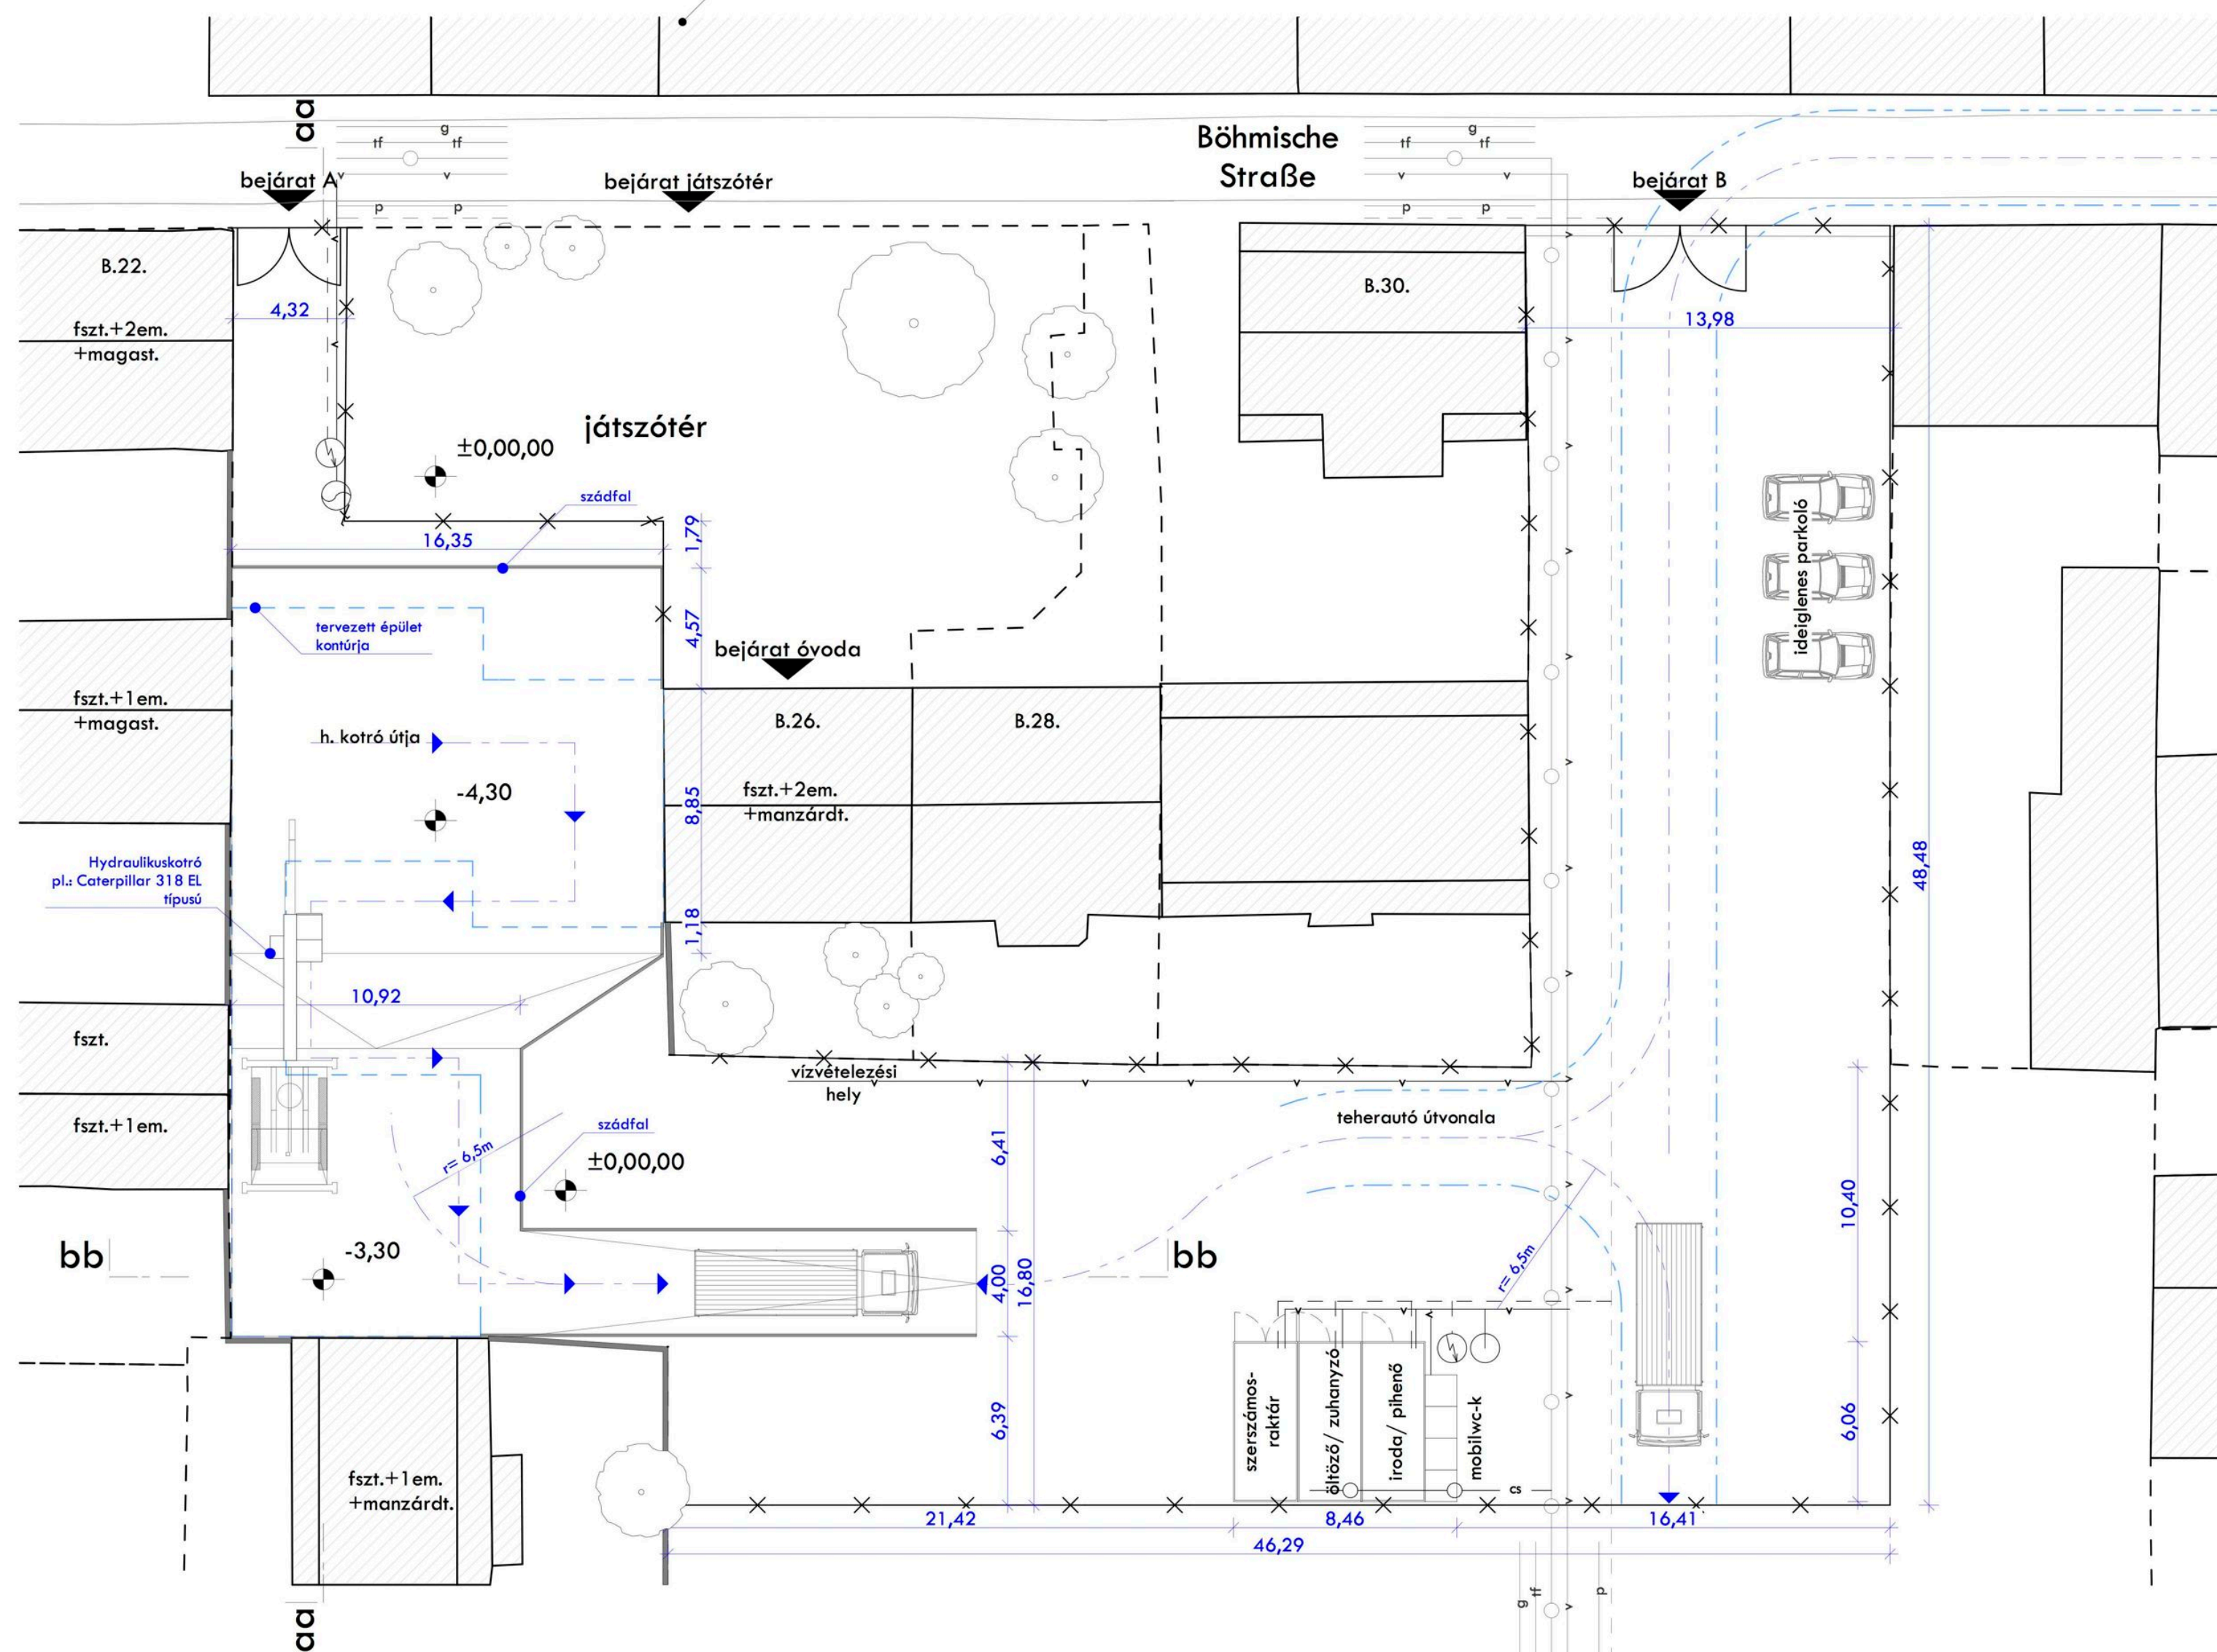 aa
g
tf
tf
v
v
p
p
bejárat A
bejárat játszótér
Böhmische
Straße
g
tf
tf
v
v
p
p
bejárat B
B.22.
fszt.+2em.
+magast.
4,32
B.30.
13,98
játszótér
±0,00,00
szádfal
16,35
1,79
ideiglenes parkoló
tervezett épület
kontúrja
4,57
bejárat óvoda
fszt.+1em.
+magast.
B.26.
B.28.
h. kotró útja
-4,30
8,85
fszt.+2em.
+manzárdt.
48,48
Hydraulikuskotró
pl.: Caterpillar 318 EL
típusú
1,18
10,92
fszt.
fszt.+1em.
vízvételezési
hely
teherautó útvonala
szádfal
r= 6,5m
±0,00,00
6,41
10,40
bb
-3,30
bb
4,00
16,80
r= 6,5m
szerszámos-
raktár
öltöző/ zuhanyzó
iroda/ pihenő
mobilwc-k
6,39
6,06
fszt.+1em.
+manzárdt.
cs
21,42
8,46
16,41
46,29
g
tf
p
aa